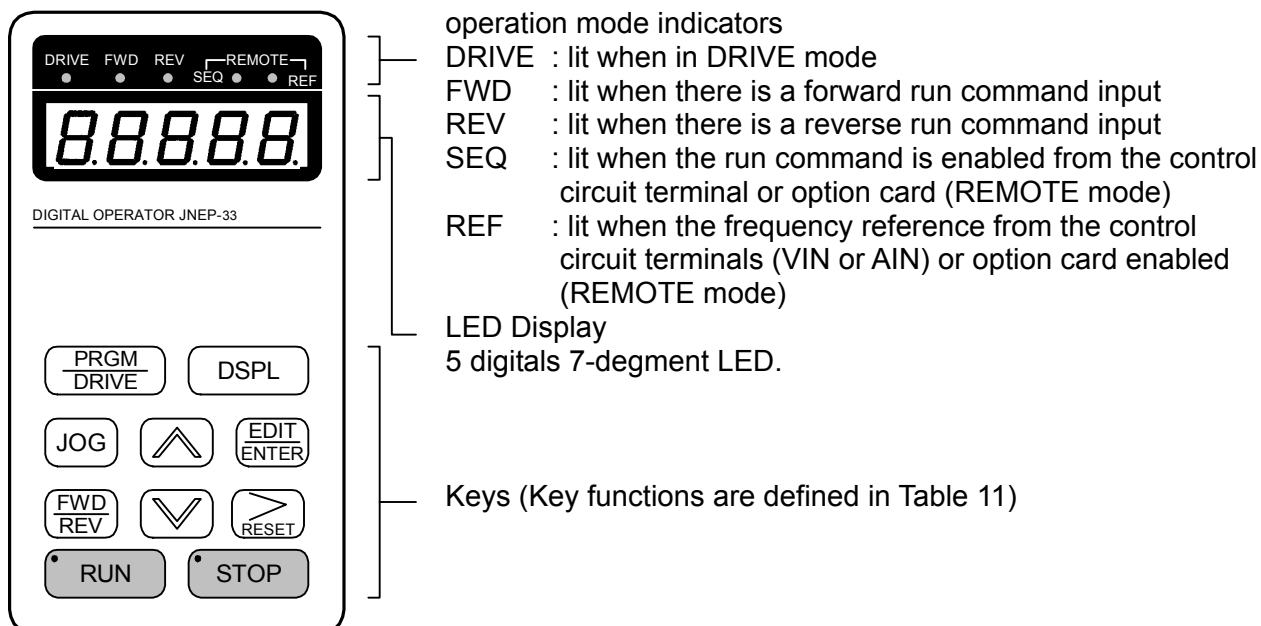 DRIVE FWD REV REMOTE
SEQ REF
8.8.8.8.8.
DIGITAL OPERATOR JNEP-33
PRGM
DRIVE
DSPL
JOG
EDIT
ENTER
FWD
REV
RESET
RUN
STOP
operation mode indicators
DRIVE : lit when in DRIVE mode
FWD : lit when there is a forward run command input
REV : lit when there is a reverse run command input
SEQ : lit when the run command is enabled from the control
circuit terminal or option card (REMOTE mode)
REF : lit when the frequency reference from the control
circuit terminals (VIN or AIN) or option card enabled
(REMOTE mode)
LED Display
5 digitals 7-degment LED.
Keys (Key functions are defined in Table 11)